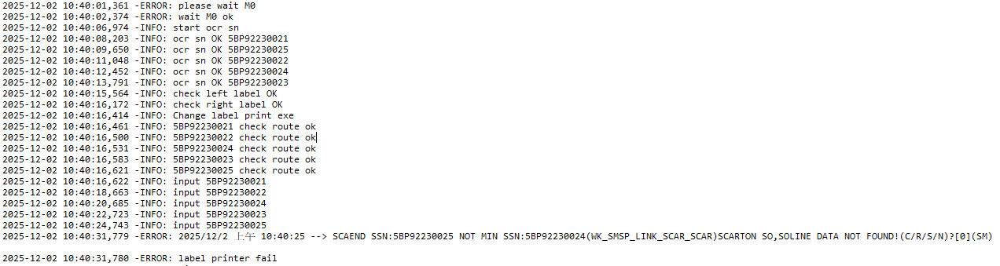 2025-12-02 10:40:01,361 -ERROR: please wait M0
2025-12-02 10:40:02,374 -ERROR: wait M0 ok
2025-12-02 10:40:06,974 -INFO: start ocr sn
2025-12-02 10:40:08,203 -INFO: ocr sn OK 5BP92230021
2025-12-02 10:40:09,650 -INFO: ocr sn OK 5BP92230025
2025-12-02 10:40:11,048 -INFO: ocr sn OK 5BP92230022
2025-12-02 10:40:12,452 -INFO: ocr sn OK 5BP92230024
2025-12-02 10:40:13,791 -INFO: ocr sn OK 5BP92230023
2025-12-02 10:40:15,564 -INFO: check left label OK
2025-12-02 10:40:16,172 -INFO: check right label OK
2025-12-02 10:40:16,414 -INFO: Change label print exe
2025-12-02 10:40:16,461 -INFO: 5BP92230021 check route ok
2025-12-02 10:40:16,500 -INFO: 5BP92230022 check route ok
2025-12-02 10:40:16,531 -INFO: 5BP92230024 check route ok
2025-12-02 10:40:16,583 -INFO: 5BP92230023 check route ok
2025-12-02 10:40:16,621 -INFO: 5BP92230025 check route ok
2025-12-02 10:40:16,622 -INFO: input 5BP92230021
2025-12-02 10:40:18,663 -INFO: input 5BP92230022
2025-12-02 10:40:20,685 -INFO: input 5BP92230024
2025-12-02 10:40:22,723 -INFO: input 5BP92230023
2025-12-02 10:40:24,743 -INFO: input 5BP92230025
2025-12-02 10:40:31,779 -ERROR: 2025/12/2 上午 10:40:25 --> SCAEND SSN:5BP92230025 NOT MIN SSN:5BP92230024(WK_SMSP_LINK_SCAR_SCAR)SCARTON SO,SOLINE DATA NOT FOUND!(C/R/S/N)?[0](SM)
2025-12-02 10:40:31,780 -ERROR: label printer fail